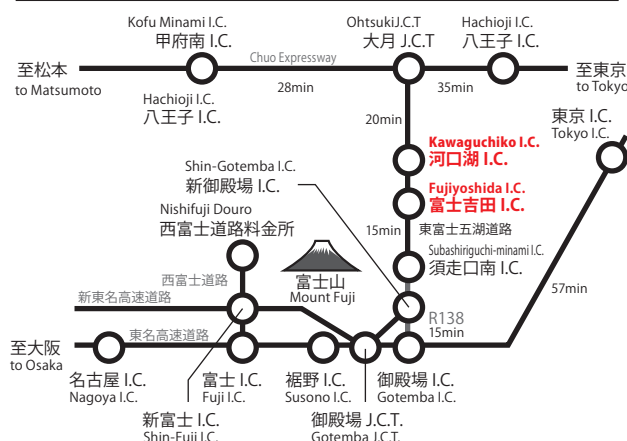 Kofu Minami I.C.
甲府南 I.C.
OhtsukiJ.C.T
大月 J.C.T
Hachioji I.C.
八王子 I.C.
Chuo Expressway
至松本
to Matsumoto
28min
35min
至東京
to Tokyo
Hachioji I.C.
八王子 I.C.
20min
東京 I.C.
Tokyo I.C.
Kawaguchiko I.C.
河口湖 I.C.
Shin-Gotemba I.C.
新御殿場 I.C.
Fujiyoshida I.C.
富士吉田 I.C.
Nishifuji Douro
西富士道路料金所
15min
東富士五湖道路
Subashiriguchi-minami I.C.
須走口南 I.C.
西富士道路
富士山
Mount Fuji
57min
新東名高速道路
R138
15min
東名高速道路
至大阪
to Osaka
名古屋 I.C.
Nagoya I.C.
富士 I.C.
Fuji I.C.
裾野 I.C.
Susono I.C.
御殿場 I.C.
Gotemba I.C.
新富士 I.C.
Shin-Fuji I.C.
御殿場 J.C.T.
Gotemba J.C.T.